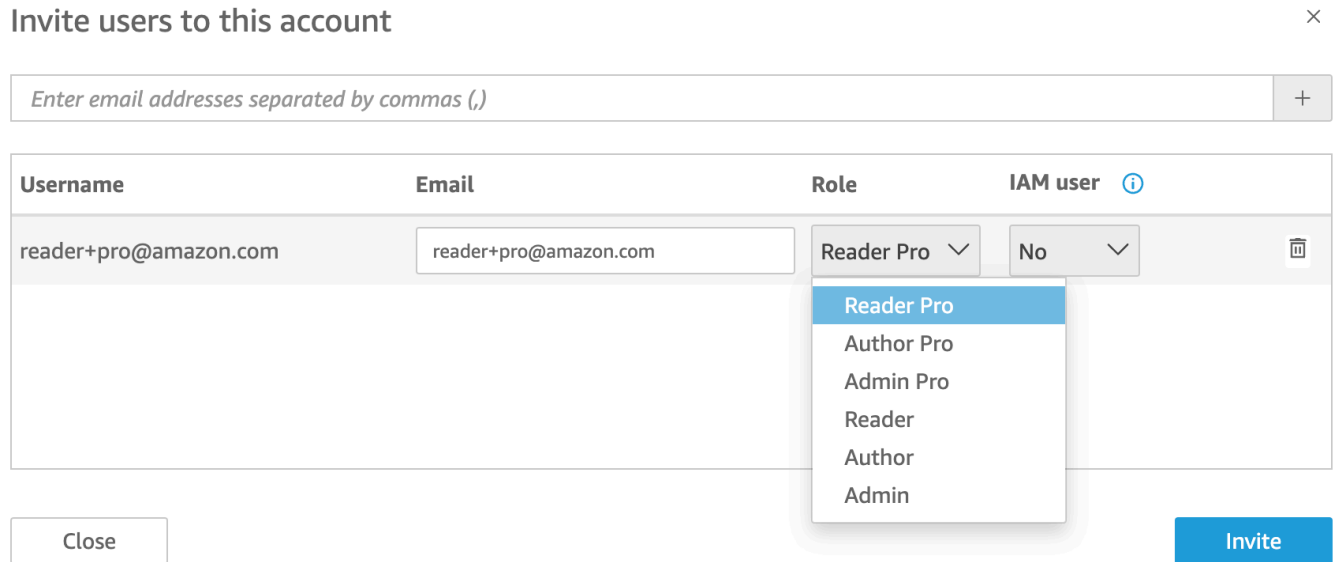 Invite users to this account
Enter email addresses separated by commas (,)
Username Email Role IAM user
reader+pro@amazon.com reader+pro@amazon.com Reader Pro No
Reader Pro
Author Pro
Admin Pro
Reader
Author
Admin
Close Invite